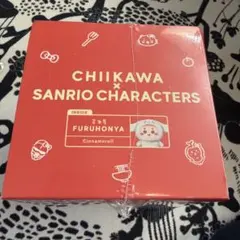 CHIIKAWA
×
SANRIO CHARACTERS
FURUHONYA
Cinnamoroll